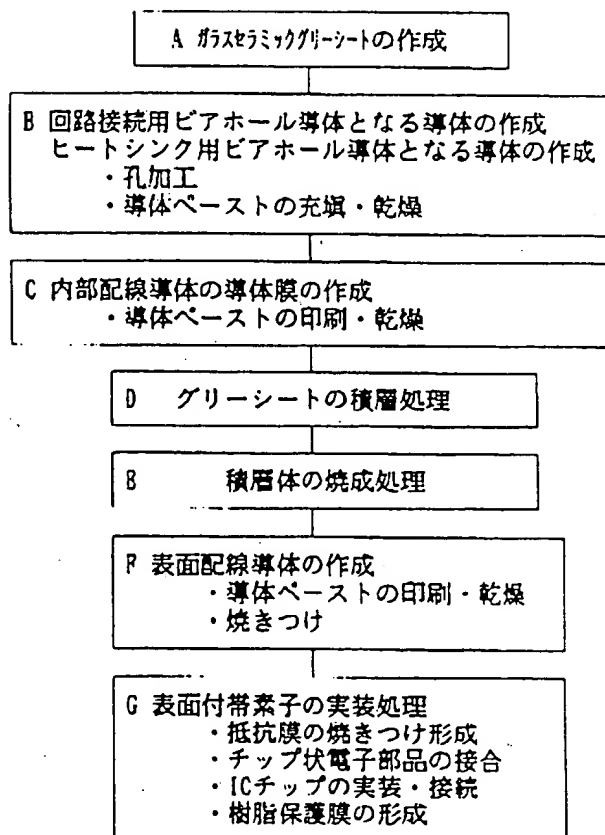 A ガラスセラミックグリーシートの作成
B 回路接続用ビアホール導体となる導体の作成
ヒートシンク用ビアホール導体となる導体の作成
・孔加工
・導体ペーストの充填・乾燥
C 内部配線導体の導体膜の作成
・導体ペーストの印刷・乾燥
D グリーシートの積層処理
E 積層体の焼成処理
F 表面配線導体の作成
・導体ペーストの印刷・乾燥
・焼きつけ
G 表面付帯素子の実装処理
・抵抗膜の焼きつけ形成
・チップ状電子部品の接合
・ICチップの実装・接続
・樹脂保護膜の形成